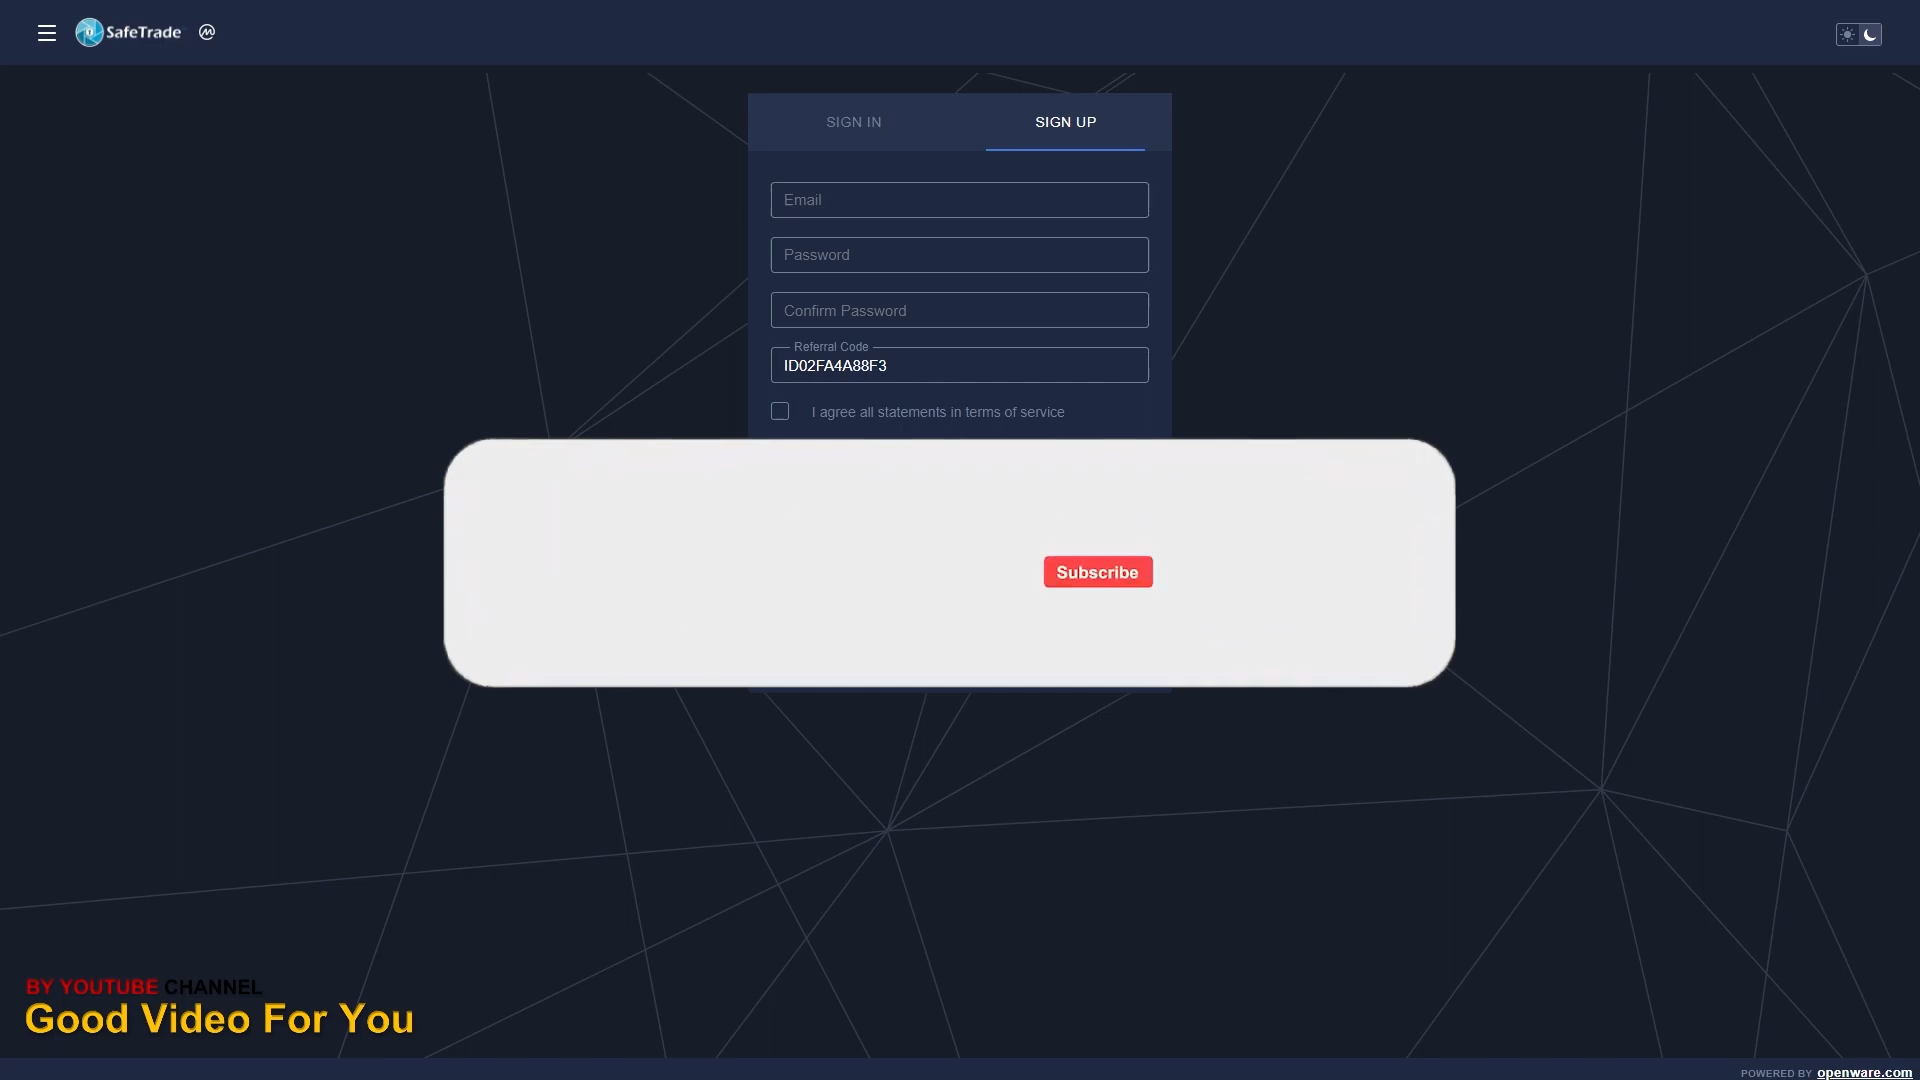 SafeTrade
SIGN IN
SIGN UP
Email
Password
Confirm Password
Referral Code
ID02FA4A88F3
I agree all statements in terms of service
Subscribe
BY YOUTUBE CHANNEL
Good Video For You
POWERED BY openware.com